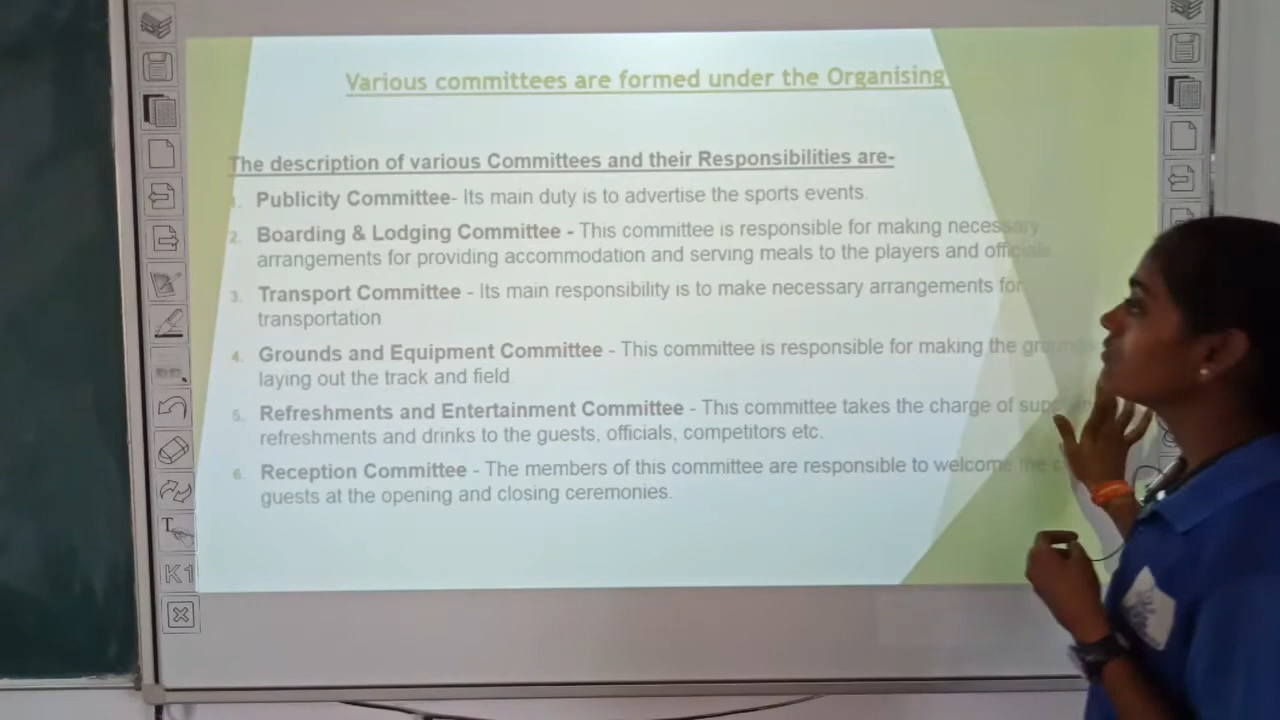 Various committees are formed under the Organising
The description of various Committees and their Responsibilities are-
1. Publicity Committee- Its main duty is to advertise the sports events.
2. Boarding & Lodging Committee - This committee is responsible for making necessary
arrangements for providing accommodation and serving meals to the players and officials
3. Transport Committee - Its main responsibility is to make necessary arrangements for
transportation
4. Grounds and Equipment Committee - This committee is responsible for making the
laying out the track and field
5. Refreshments and Entertainment Committee - This committee takes the charge of
refreshments and drinks to the guests, officials, competitors etc.
6. Reception Committee - The members of this committee are responsible to welcome the
guests at the opening and closing ceremonies.
T
K1